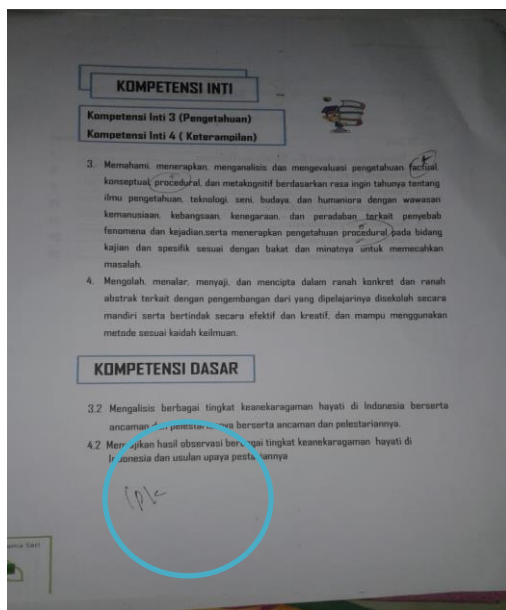 KOMPETENSI INTI
Kompetensi Inti 3 (Pengetahuan)
Kompetensi Inti 4 ( Keterampilan)
3. Memahami, menerapkan, menganalisis dan mengevaluasi pengetahuan factual,
konseptual, procedural, dan metakognitif berdasarkan rasa ingin tahunya tentang
ilmu pengetahuan, teknologi, seni, budaya, dan humaniora dengan wawasan
kemanusiaan, kebangsaan, kenegaraan, dan peradaban terkait penyebab
fenomena dan kejadian,serta menerapkan pengetahuan procedural pada bidang
kajian dan spesifik sesuai dengan bakat dan minatnya untuk memecahkan
masalah.
4. Mengolah, menalar, menyaji, dan mencipta dalam ranah konkret dan ranah
abstrak terkait dengan pengembangan dari yang dipelajarinya disekolah secara
mandiri serta bertindak secara efektif dan kreatif, dan mampu menggunakan
metode sesuai kaidah keilmuan.
KOMPETENSI DASAR
3.2 Mengalisis berbagai tingkat keanekaragaman hayati di Indonesia berserta
ancaman dan pelestariannya berserta ancaman dan pelestariannya.
4.2 Menyajikan hasil observasi berbagai tingkat keanekaragaman hayati di
Indonesia dan usulan upaya pestariannya
Sari